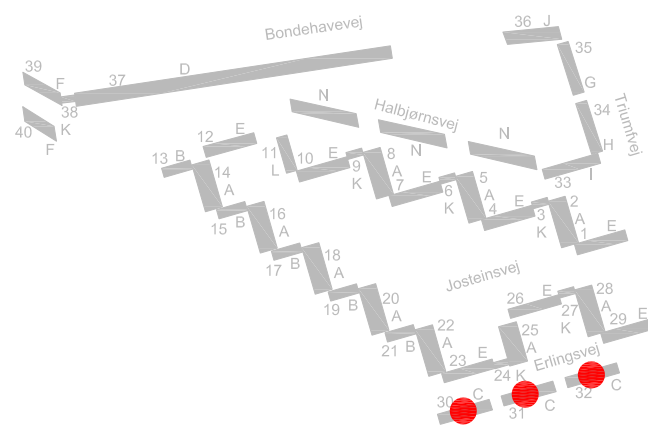 36 J
Bondehavevej
39 F 37 D 35
38 G
40 K F
N Halbjørnsvej 34 Triumfvej
12 E 11 N N H
13 B 14 L 10 E 9 8 33 I
A K A
15 B 16 7 E 6 5
A K A
17 B 18 4 E 3 2
A K A
19 B 20 1 E
A Josteinsvej
21 B 22 26 E 27 28
A 25 K A
23 E A 29 E
24 K Erlingsvej
30 C 31 C 32 C